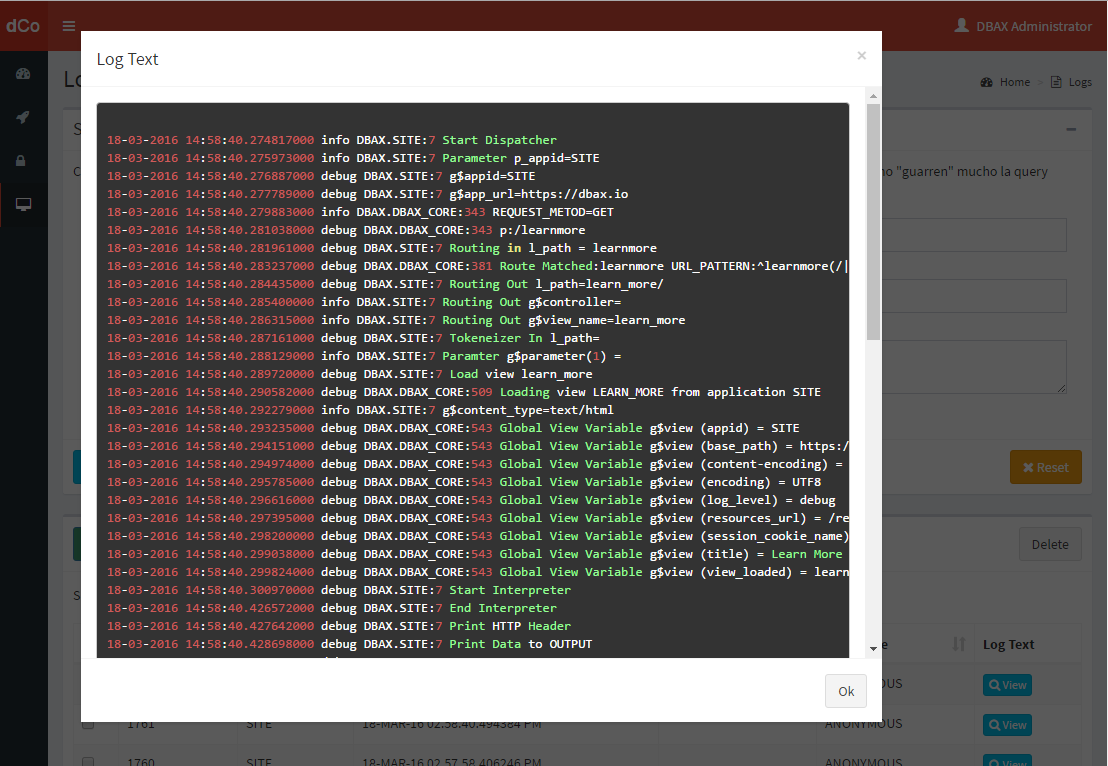 dCo
DBAX Administrator
Log Text
×
Home > Logs
18-03-2016 14:58:40.274817000 info DBAX.SITE:7 Start Dispatcher
18-03-2016 14:58:40.275973000 info DBAX.SITE:7 Parameter p_appid=SITE
18-03-2016 14:58:40.276887000 debug DBAX.SITE:7 g$appid=SITE
18-03-2016 14:58:40.277789000 debug DBAX.SITE:7 g$app_url=https://dbax.io
"guarren" mucho la query
18-03-2016 14:58:40.279883000 info DBAX.DBAX_CORE:343 REQUEST_METOD=GET
18-03-2016 14:58:40.281038000 debug DBAX.DBAX_CORE:343 p:/learnmore
18-03-2016 14:58:40.281961000 debug DBAX.SITE:7 Routing in l_path = learnmore
18-03-2016 14:58:40.283237000 debug DBAX.DBAX_CORE:381 Route Matched:learnmore URL_PATTERN:^learnmore(/|
18-03-2016 14:58:40.284435000 debug DBAX.SITE:7 Routing Out l_path=learn_more/
18-03-2016 14:58:40.285400000 info DBAX.SITE:7 Routing Out g$controller=
18-03-2016 14:58:40.286315000 info DBAX.SITE:7 Routing Out g$view_name=learn_more
18-03-2016 14:58:40.287161000 debug DBAX.SITE:7 Tokeneizer In l_path=
18-03-2016 14:58:40.288129000 info DBAX.SITE:7 Paramter g$parameter(1) =
18-03-2016 14:58:40.289720000 debug DBAX.SITE:7 Load view learn_more
18-03-2016 14:58:40.290582000 debug DBAX.DBAX_CORE:509 Loading view LEARN_MORE from application SITE
18-03-2016 14:58:40.292279000 info DBAX.SITE:7 g$content_type=text/html
18-03-2016 14:58:40.293235000 debug DBAX.DBAX_CORE:543 Global View Variable g$view (appid) = SITE
18-03-2016 14:58:40.294151000 debug DBAX.DBAX_CORE:543 Global View Variable g$view (base_path) = https:/
18-03-2016 14:58:40.294974000 debug DBAX.DBAX_CORE:543 Global View Variable g$view (content-encoding) =
Reset
18-03-2016 14:58:40.295785000 debug DBAX.DBAX_CORE:543 Global View Variable g$view (encoding) = UTF8
18-03-2016 14:58:40.296616000 debug DBAX.DBAX_CORE:543 Global View Variable g$view (log_level) = debug
18-03-2016 14:58:40.297395000 debug DBAX.DBAX_CORE:543 Global View Variable g$view (resources_url) = /re
18-03-2016 14:58:40.298200000 debug DBAX.DBAX_CORE:543 Global View Variable g$view (session_cookie_name)
Delete
18-03-2016 14:58:40.299038000 debug DBAX.DBAX_CORE:543 Global View Variable g$view (title) = Learn More
18-03-2016 14:58:40.299824000 debug DBAX.DBAX_CORE:543 Global View Variable g$view (view_loaded) = learn
18-03-2016 14:58:40.300970000 debug DBAX.SITE:7 Start Interpreter
18-03-2016 14:58:40.426572000 debug DBAX.SITE:7 End Interpreter
18-03-2016 14:58:40.427642000 debug DBAX.SITE:7 Print HTTP Header
18-03-2016 14:58:40.428698000 debug DBAX.SITE:7 Print Data to OUTPUT
Log Text
View
Ok
1761 SITE 18-MAR-16 02.58.40.494384 PM ANONYMOUS View
1760 SITE 18-MAR-16 02.57.58.406246 PM ANONYMOUS View